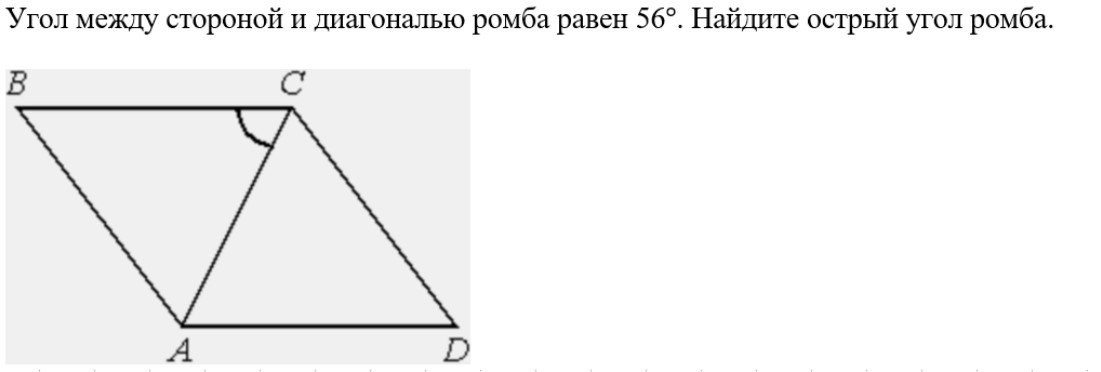 Угол между стороной и диагональю ромба равен 56°. Найдите острый угол ромба.
B C
A D